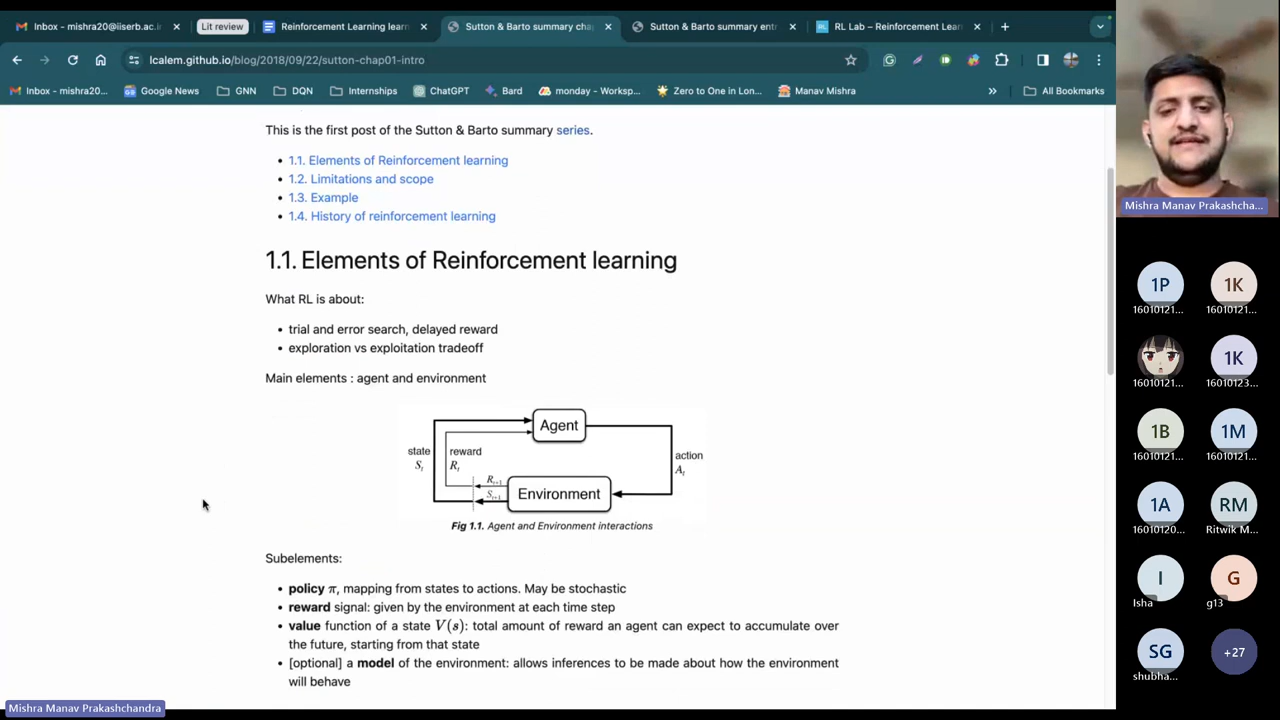 Inbox - mishra20@iiserb.ac.i
Lit review
Reinforcement Learning learn
Sutton & Barto summary cha
Sutton & Barto summary entr
RL Lab – Reinforcement Lear
lcalem.github.io/blog/2018/09/22/sutton-chap01-intro
Inbox - mishra20...
Google News
GNN
DQN
Internships
ChatGPT
Bard
monday - Worksp...
Zero to One in Lon...
Manav Mishra
»
All Bookmarks
This is the first post of the Sutton & Barto summary series.
• 1.1. Elements of Reinforcement learning
• 1.2. Limitations and scope
• 1.3. Example
• 1.4. History of reinforcement learning
1.1. Elements of Reinforcement learning
What RL is about:
• trial and error search, delayed reward
• exploration vs exploitation tradeoff
Main elements : agent and environment
Agent
state
S_t
reward
R_t
action
A_t
R_{t+1}
S_{t+1}
Environment
Fig 1.1. Agent and Environment interactions
Subelements:
• policy π, mapping from states to actions. May be stochastic
• reward signal: given by the environment at each time step
• value function of a state V(s): total amount of reward an agent can expect to accumulate over
the future, starting from that state
• [optional] a model of the environment: allows inferences to be made about how the environment
will behave
Mishra Manav Prakashchandra
Mishra Manav Prakashcha...
1P
16010121...
1K
16010121...
16010121...
1K
16010123...
1B
16010121...
1M
16010121...
1A
16010120...
RM
Ritwik M...
I
Isha
G
g13
SG
shubha...
+27